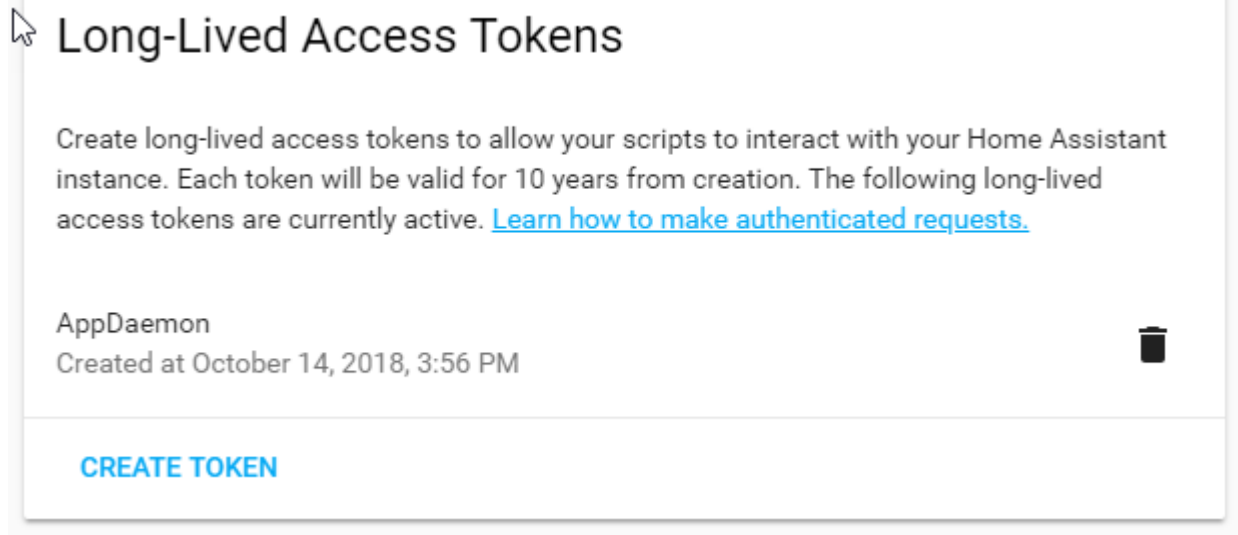 Long-Lived Access Tokens
Create long-lived access tokens to allow your scripts to interact with your Home Assistant
instance. Each token will be valid for 10 years from creation. The following long-lived
access tokens are currently active. Learn how to make authenticated requests.
AppDaemon
Created at October 14, 2018, 3:56 PM
CREATE TOKEN